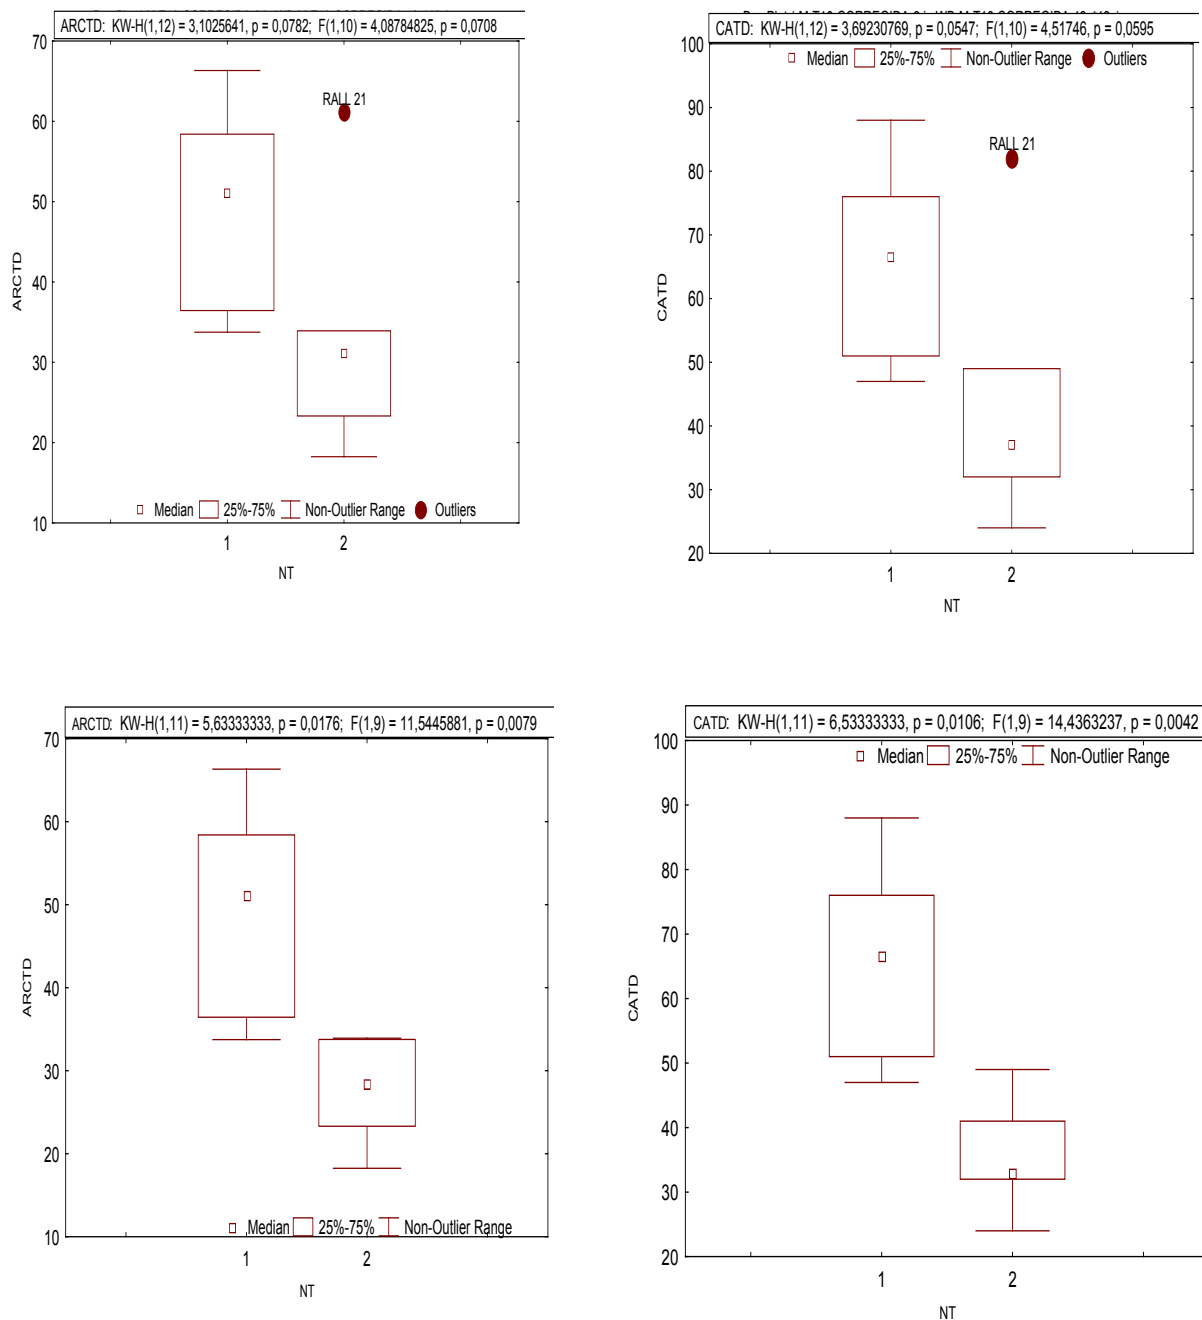 ARCTD: KW-H(1,12) = 3,1025641, p = 0,0782; F(1,10) = 4,08784825, p = 0,0708
70
60
50
40
30
20
10
ARCTD
RALL 21
Median 25%-75% Non-Outlier Range Outliers
1 2
NT
CATD: KW-H(1,12) = 3,69230769, p = 0,0547; F(1,10) = 4,51746, p = 0,0595
Median 25%-75% Non-Outlier Range Outliers
100
90
80
70
60
50
40
30
20
CATD
RALL 21
1 2
NT
ARCTD: KW-H(1,11) = 5,63333333, p = 0,0176; F(1,9) = 11,5445881, p = 0,0079
70
60
50
40
30
20
10
ARCTD
Median 25%-75% Non-Outlier Range
1 2
NT
CATD: KW-H(1,11) = 6,53333333, p = 0,0106; F(1,9) = 14,4363237, p = 0,0042
Median 25%-75% Non-Outlier Range
100
90
80
70
60
50
40
30
20
CATD
1 2
NT